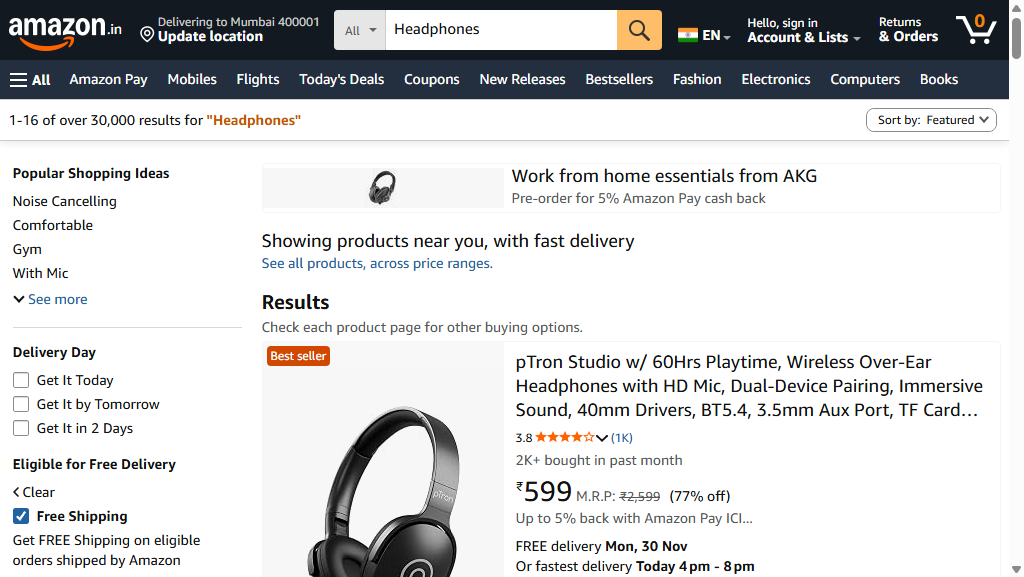 amazon.in
Delivering to Mumbai 400001
Update location
All
Headphones
EN
Hello, sign in
Account & Lists
Returns
& Orders
0
All
Amazon Pay
Mobiles
Flights
Today's Deals
Coupons
New Releases
Bestsellers
Fashion
Electronics
Computers
Books
1-16 of over 30,000 results for "Headphones"
Sort by: Featured
Popular Shopping Ideas
Noise Cancelling
Comfortable
Gym
With Mic
See more
Delivery Day
Get It Today
Get It by Tomorrow
Get It in 2 Days
Eligible for Free Delivery
Clear
Free Shipping
Get FREE Shipping on eligible
orders shipped by Amazon
Work from home essentials from AKG
Pre-order for 5% Amazon Pay cash back
Showing products near you, with fast delivery
See all products, across price ranges.
Results
Check each product page for other buying options.
Best seller
pTron
pTron Studio w/ 60Hrs Playtime, Wireless Over-Ear
Headphones with HD Mic, Dual-Device Pairing, Immersive
Sound, 40mm Drivers, BT5.4, 3.5mm Aux Port, TF Card…
3.8 (1K)
2K+ bought in past month
₹599 M.R.P: ₹2,599 (77% off)
Up to 5% back with Amazon Pay ICI…
FREE delivery Mon, 30 Nov
Or fastest delivery Today 4 pm - 8 pm